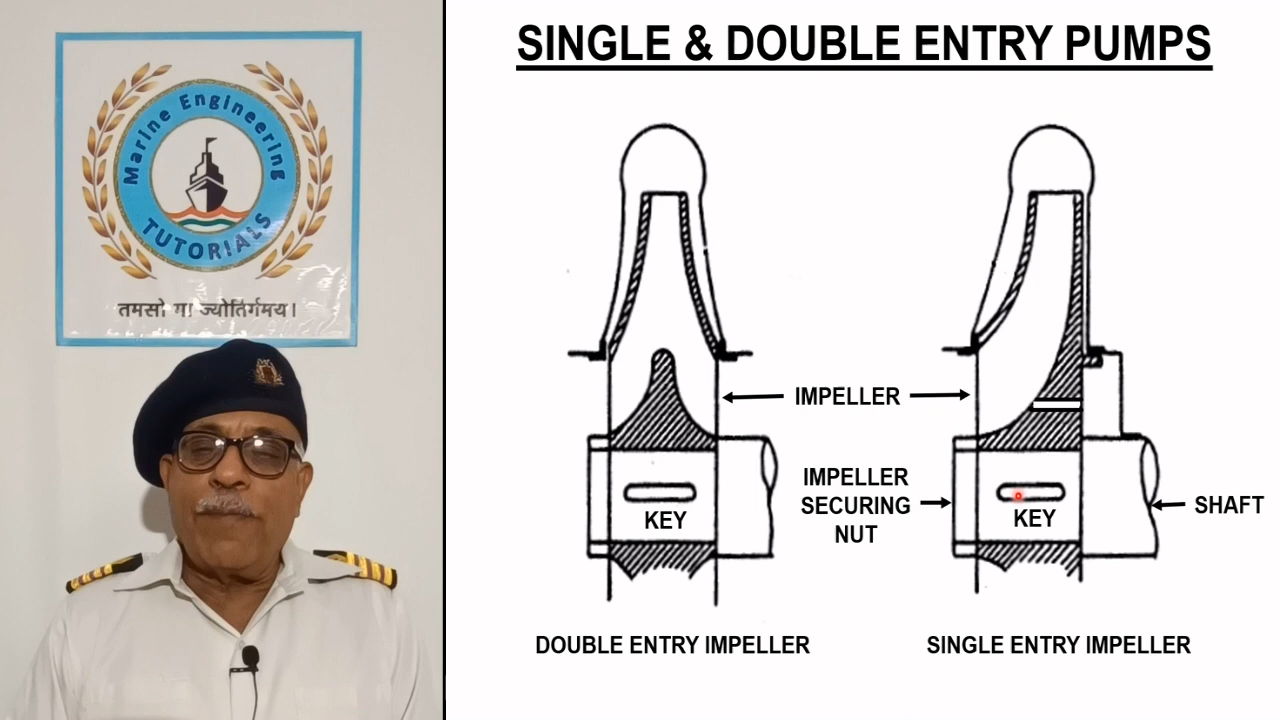 Marine Engineering
TUTORIALS
तमसो मा ज्योतिर्गमय।
SINGLE & DOUBLE ENTRY PUMPS
IMPELLER
IMPELLER
SECURING
NUT
KEY
KEY
SHAFT
DOUBLE ENTRY IMPELLER
SINGLE ENTRY IMPELLER